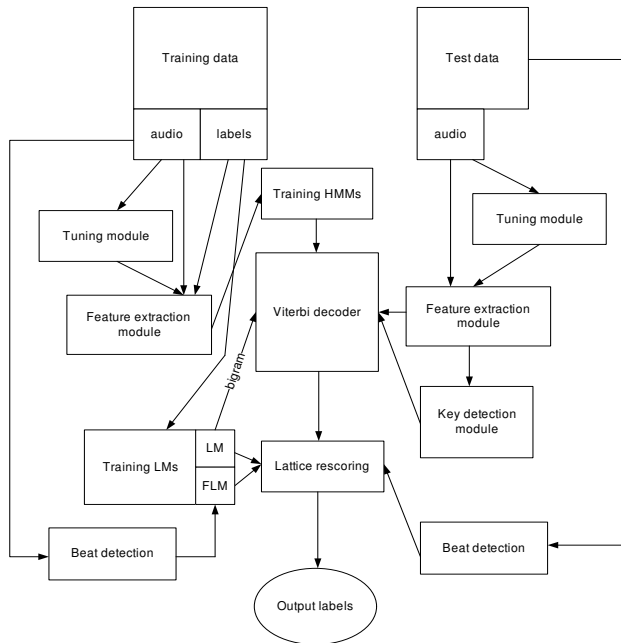 Training data
Test data
audio
labels
audio
Training HMMs
Tuning module
Tuning module
Feature extraction
module
Viterbi decoder
Feature extraction
module
bigram
Key detection
module
Training LMs
LM
FLM
Lattice rescoring
Beat detection
Beat detection
Output labels